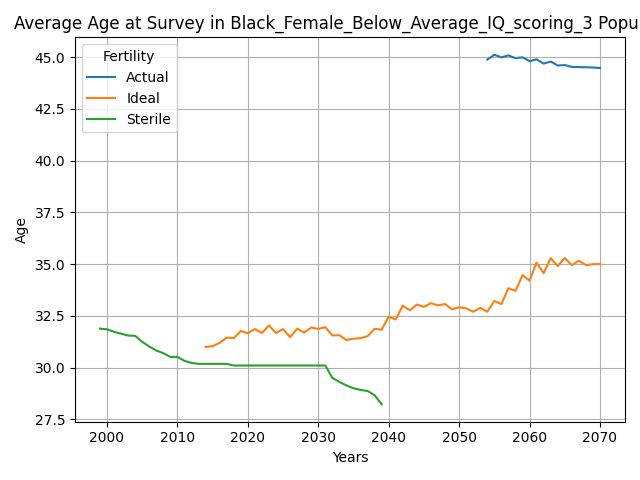 Average Age at Survey in Black_Female_Below_Average_IQ_scoring_3 Popu
Fertility
Actual
Ideal
Sterile
45.0
42.5
40.0
37.5
35.0
32.5
30.0
27.5
Age
2000 2010 2020 2030 2040 2050 2060 2070
Years